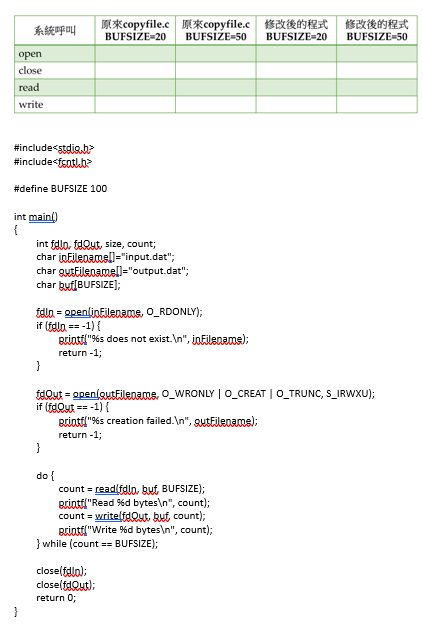 系統呼叫 原來copyfile.c BUFSIZE=20 原來copyfile.c BUFSIZE=50 修改後的程式 BUFSIZE=20 修改後的程式 BUFSIZE=50
open
close
read
write
#include<stdio.h>
#include<fcntl.h>
#define BUFSIZE 100
int main()
{
int fdIn, fdOut, size, count;
char inFilename[]="input.dat";
char outFilename[]="output.dat";
char buf[BUFSIZE];
fdIn = open(inFilename, O_RDONLY);
if (fdIn == -1) {
printf("%s does not exist.\n", inFilename);
return -1;
}
fdOut = open(outFilename, O_WRONLY | O_CREAT | O_TRUNC, S_IRWXU);
if (fdOut == -1) {
printf("%s creation failed.\n", outFilename);
return -1;
}
do {
count = read(fdIn, buf, BUFSIZE);
printf("Read %d bytes\n", count);
count = write(fdOut, buf, count);
printf("Write %d bytes\n", count);
} while (count == BUFSIZE);
close(fdIn);
close(fdOut);
return 0;
}